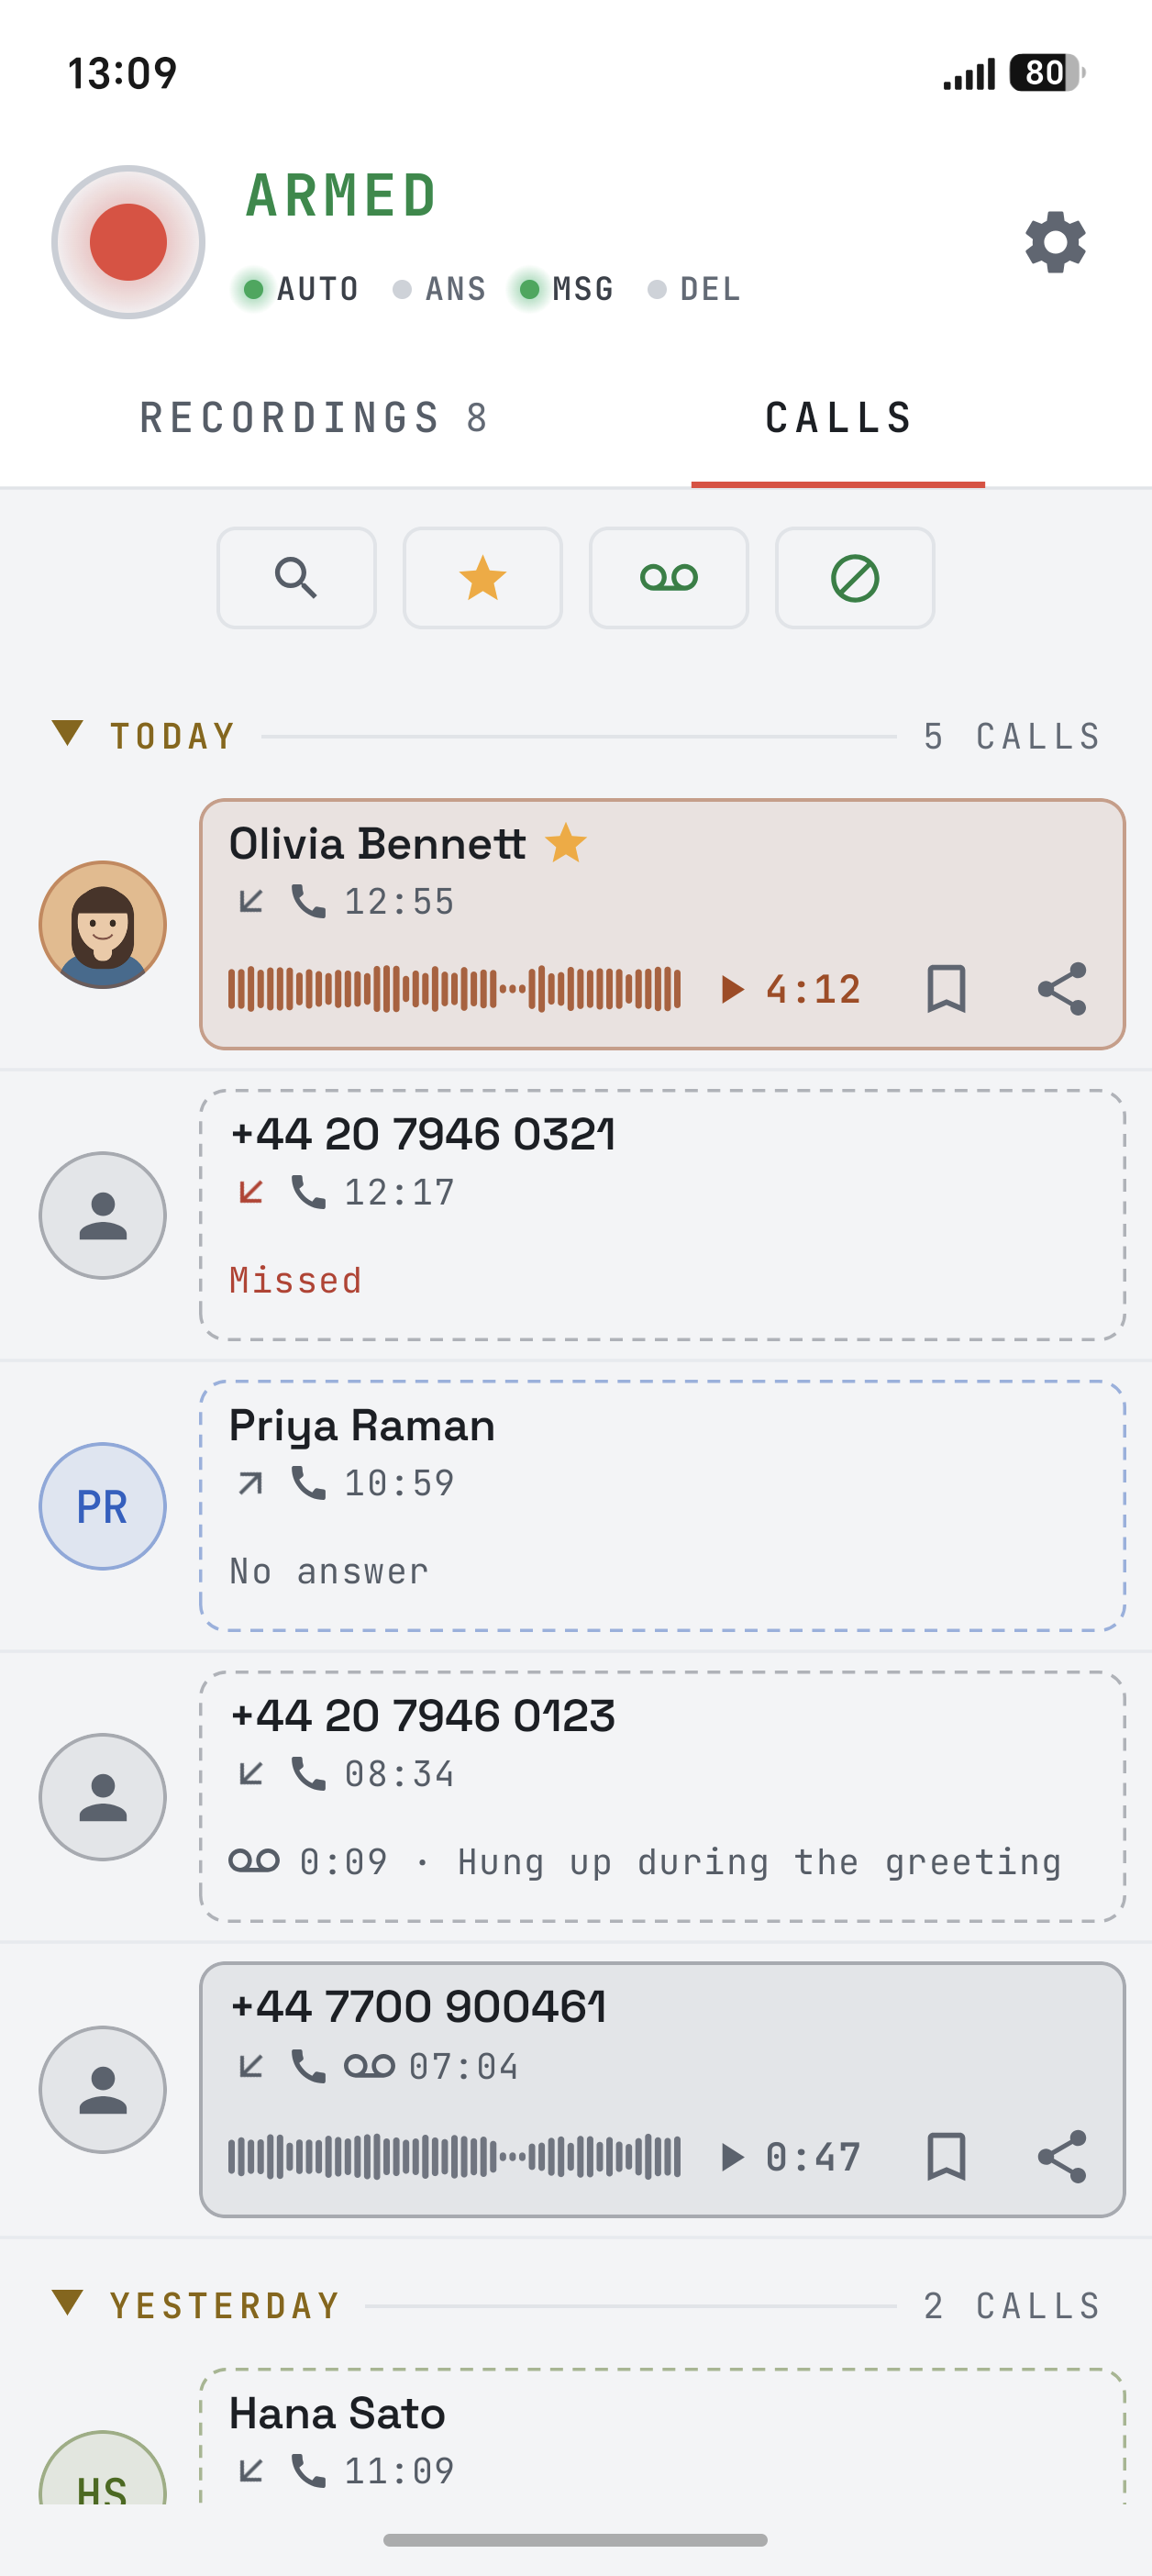 13:09
80
ARMED
AUTO ANS MSG DEL
RECORDINGS 8
CALLS
TODAY 5 CALLS
Olivia Bennett
12:55
4:12
+44 20 7946 0321
12:17
Missed
PR
Priya Raman
10:59
No answer
+44 20 7946 0123
08:34
0:09 · Hung up during the greeting
+44 7700 900461
07:04
0:47
YESTERDAY 2 CALLS
HS
Hana Sato
11:09